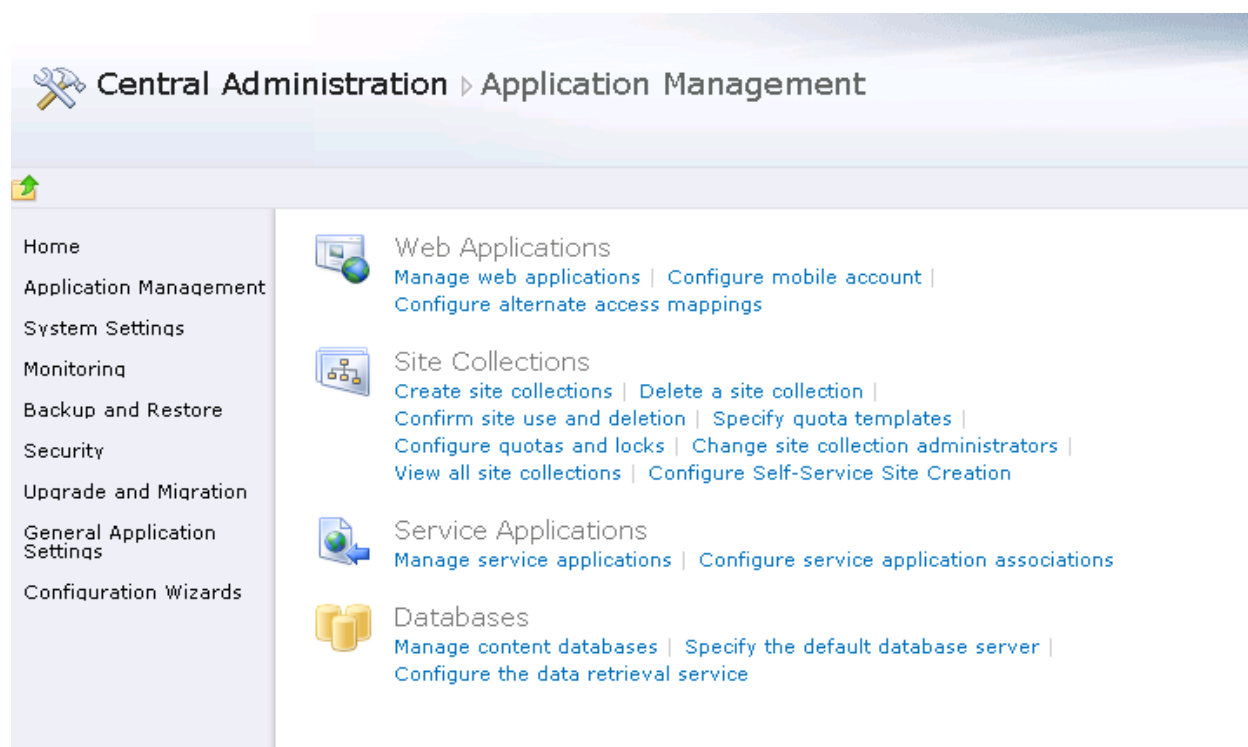 Central Administration ▷ Application Management
Home
Application Management
System Settings
Monitoring
Backup and Restore
Security
Upgrade and Migration
General Application
Settings
Configuration Wizards
Web Applications
Manage web applications | Configure mobile account |
Configure alternate access mappings
Site Collections
Create site collections | Delete a site collection |
Confirm site use and deletion | Specify quota templates |
Configure quotas and locks | Change site collection administrators |
View all site collections | Configure Self-Service Site Creation
Service Applications
Manage service applications | Configure service application associations
Databases
Manage content databases | Specify the default database server |
Configure the data retrieval service